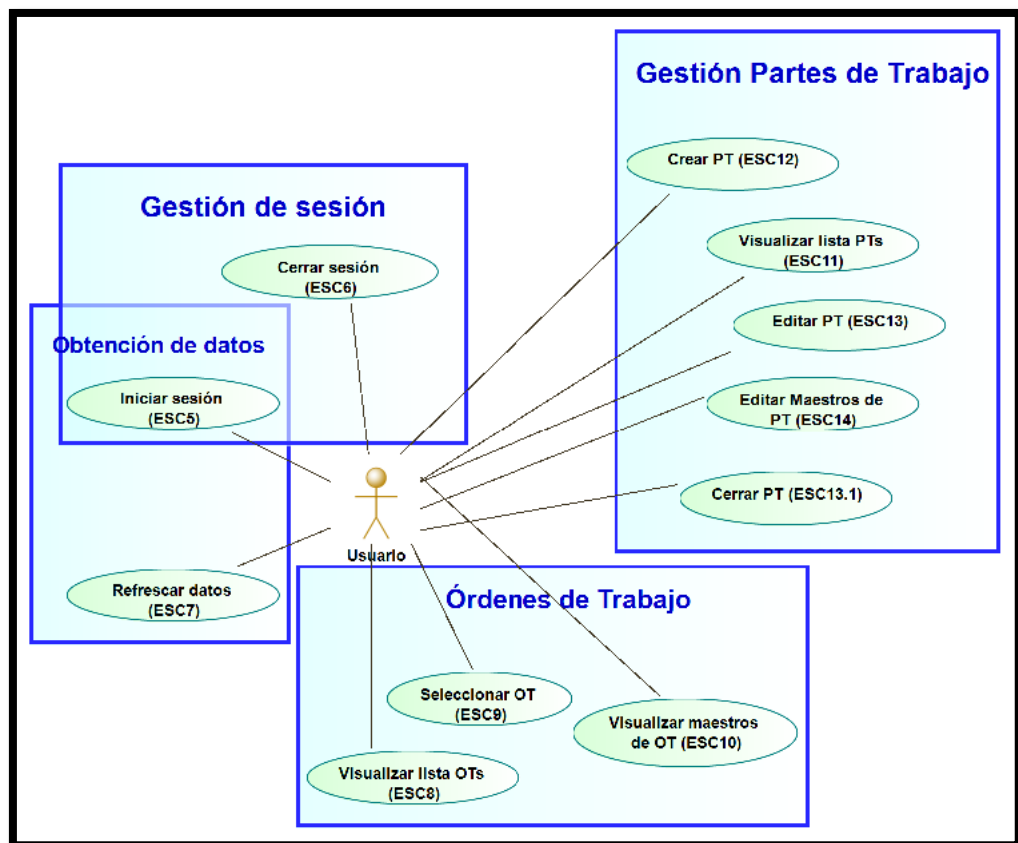 Gestión Partes de Trabajo
Crear PT (ESC12)
Visualizar lista PTs
(ESC11)
Editar PT (ESC13)
Editar Maestros de
PT (ESC14)
Cerrar PT (ESC13.1)
Gestión de sesión
Cerrar sesión
(ESC6)
Obtención de datos
Iniciar sesión
(ESC5)
Refrescar datos
(ESC7)
Usuario
Órdenes de Trabajo
Seleccionar OT
(ESC9)
Visualizar maestros
de OT (ESC10)
Visualizar lista OTs
(ESC8)